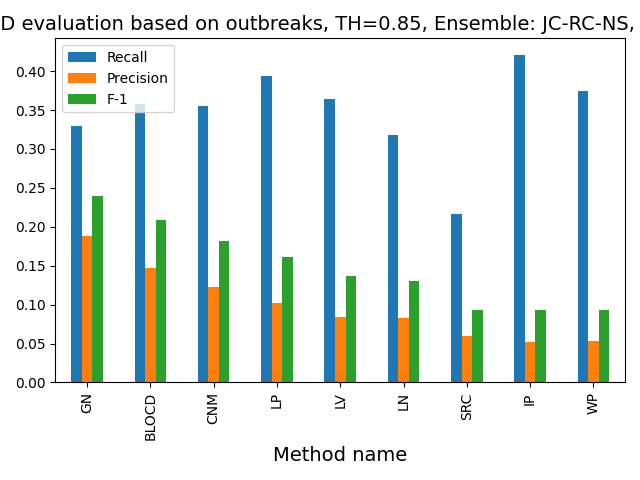 D evaluation based on outbreaks, TH=0.85, Ensemble: JC-RC-NS,
Recall
Precision
F-1
0.40
0.35
0.30
0.25
0.20
0.15
0.10
0.05
0.00
GN
BLOCD
CNM
LP
LV
LN
SRC
IP
WP
Method name